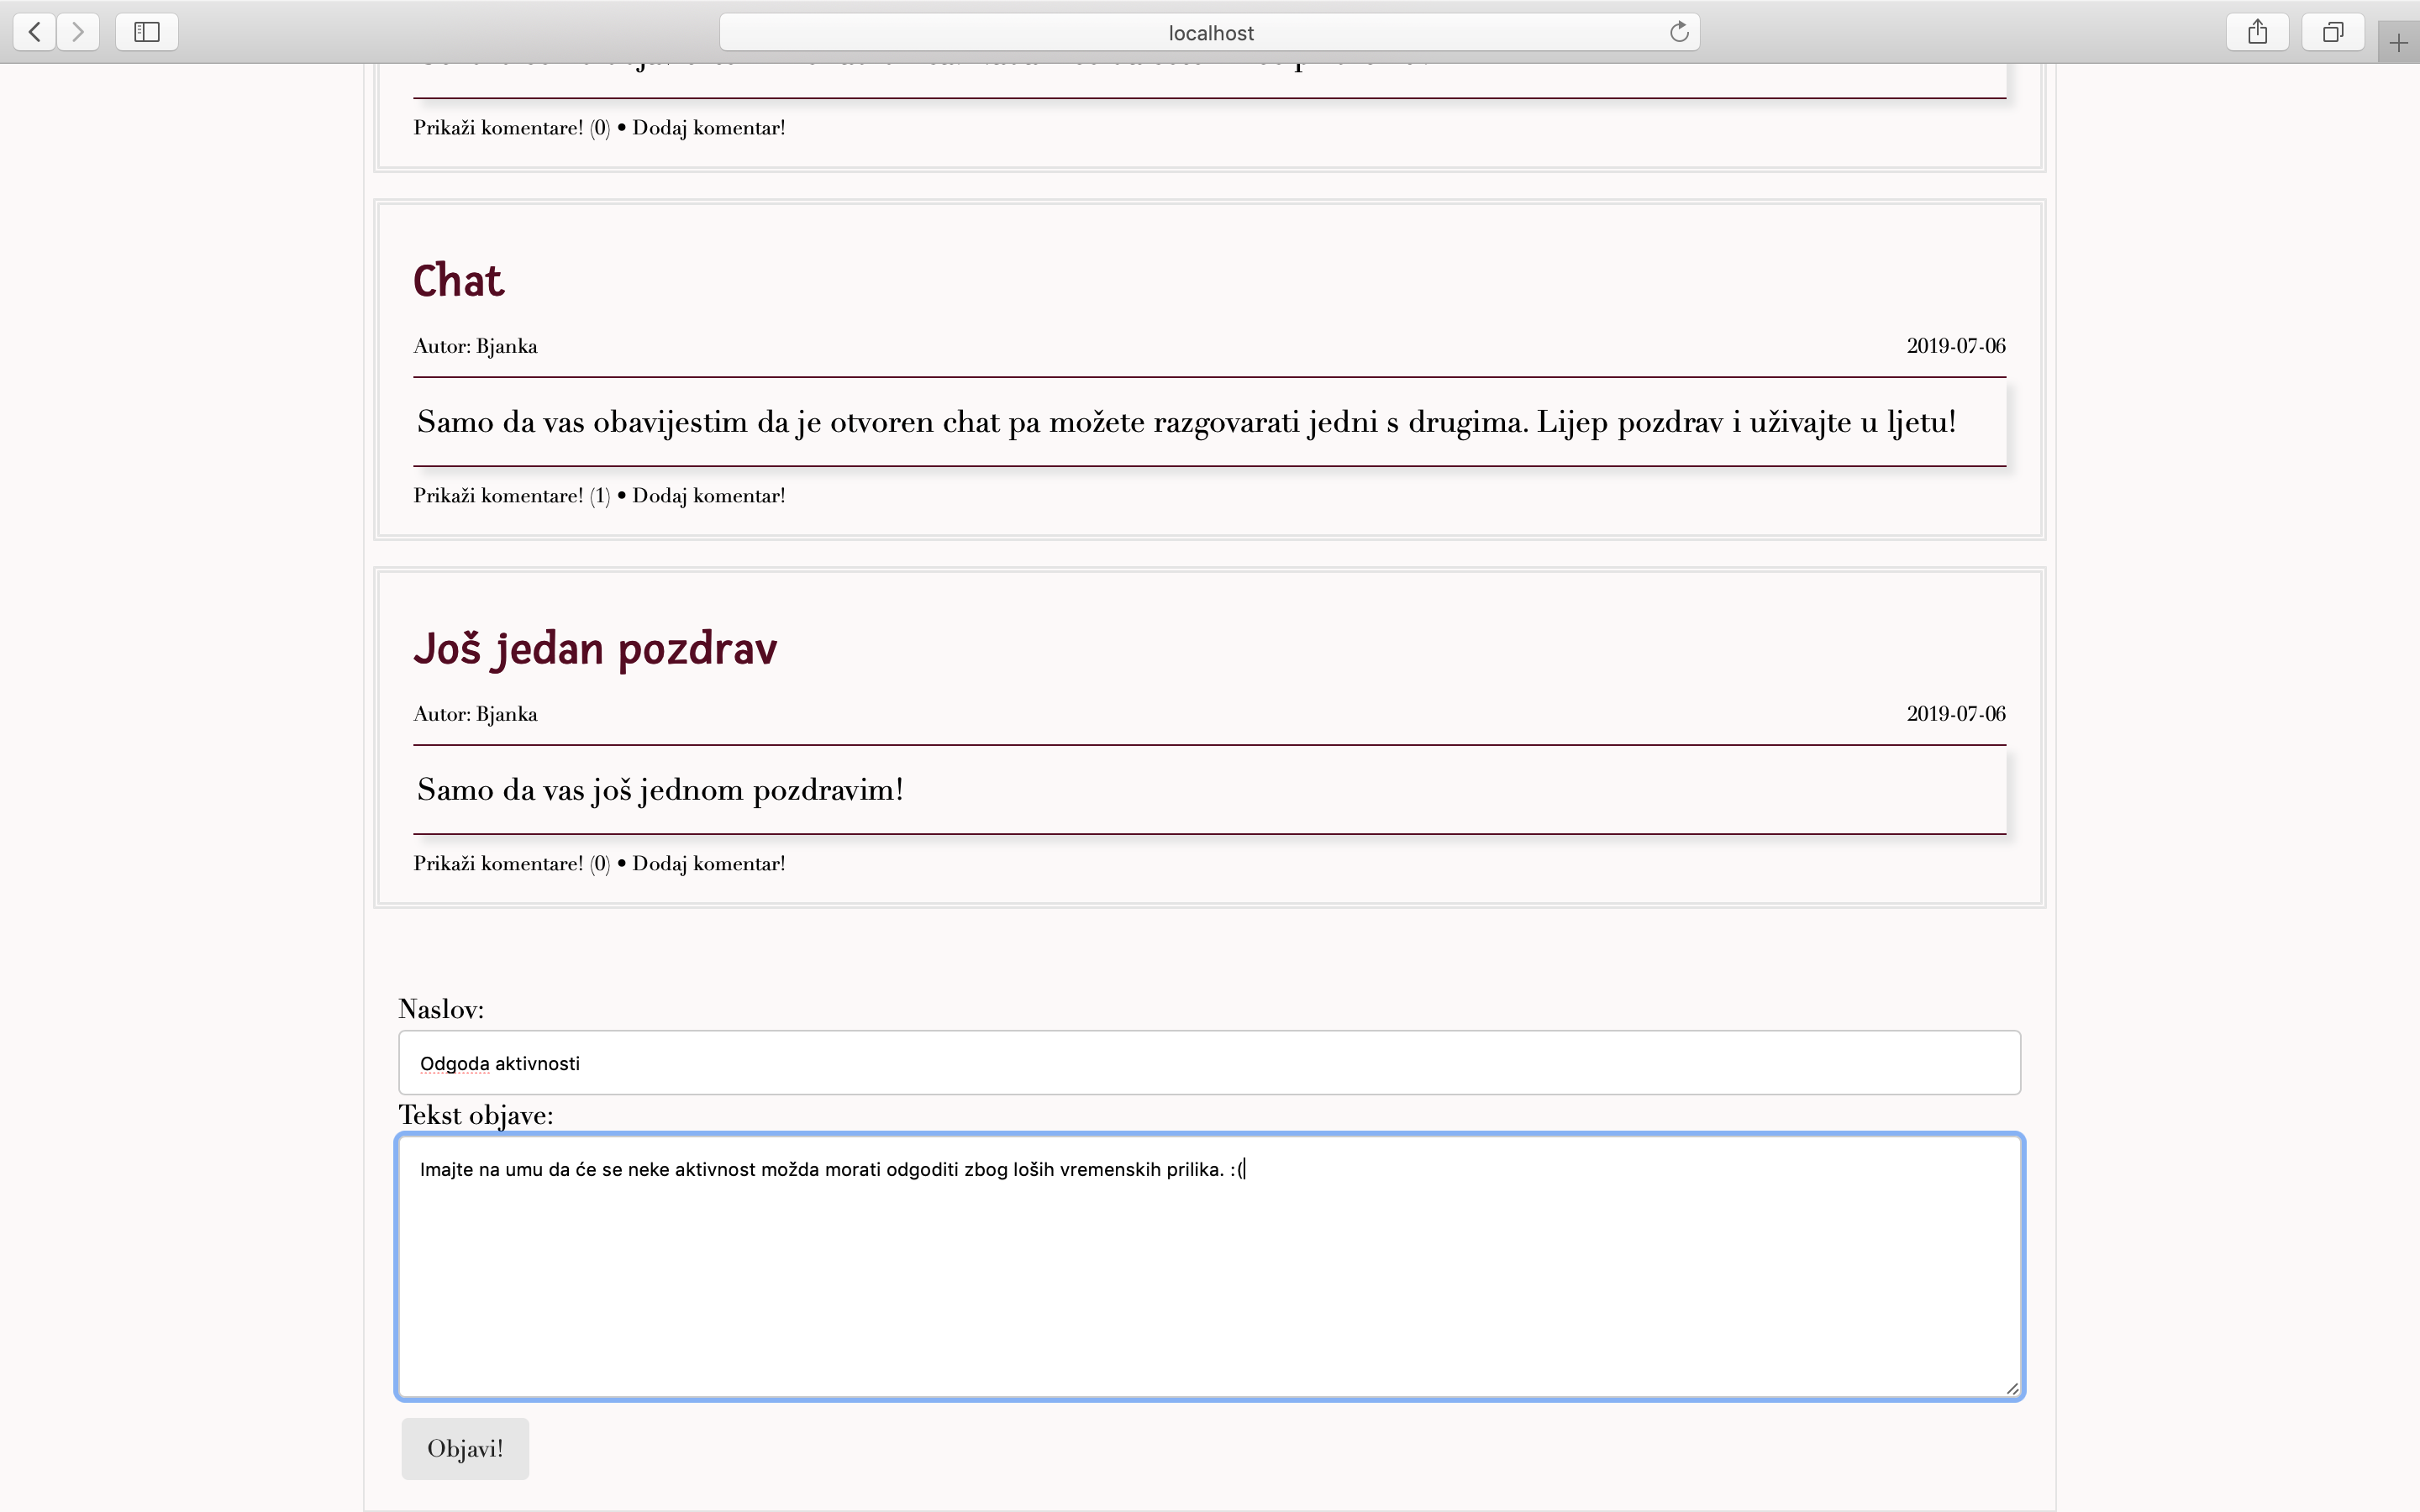 localhost
Prikaži komentare! (0) • Dodaj komentar!
Chat
Autor: Bjanka
2019-07-06
Samo da vas obavijestim da je otvoren chat pa možete razgovarati jedni s drugima. Lijep pozdrav i uživajte u ljetu!
Prikaži komentare! (1) • Dodaj komentar!
Još jedan pozdrav
Autor: Bjanka
2019-07-06
Samo da vas još jednom pozdravim!
Prikaži komentare! (0) • Dodaj komentar!
Naslov:
Odgoda aktivnosti
Tekst objave:
Imajte na umu da će se neke aktivnost možda morati odgoditi zbog loših vremenskih prilika. :(
Objavi!